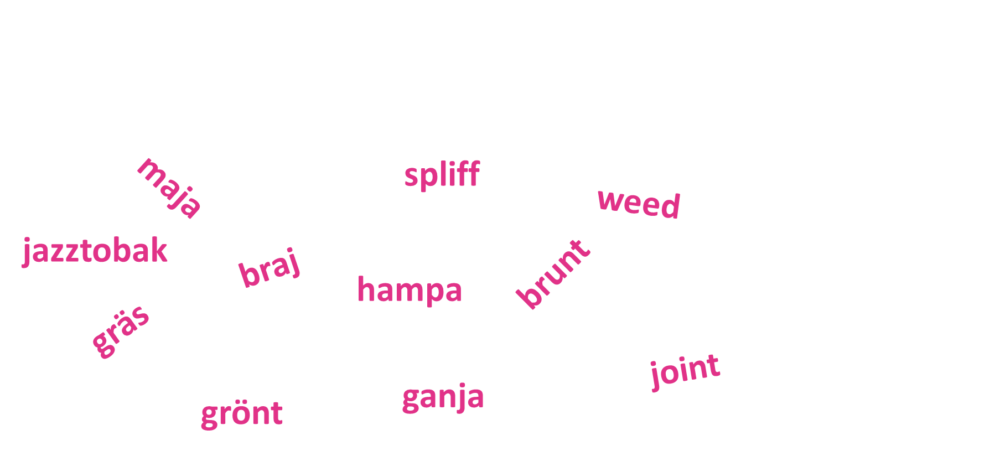 maja
spliff
weed
jazztobak
braj
hampa
brunt
gräs
joint
grönt
ganja